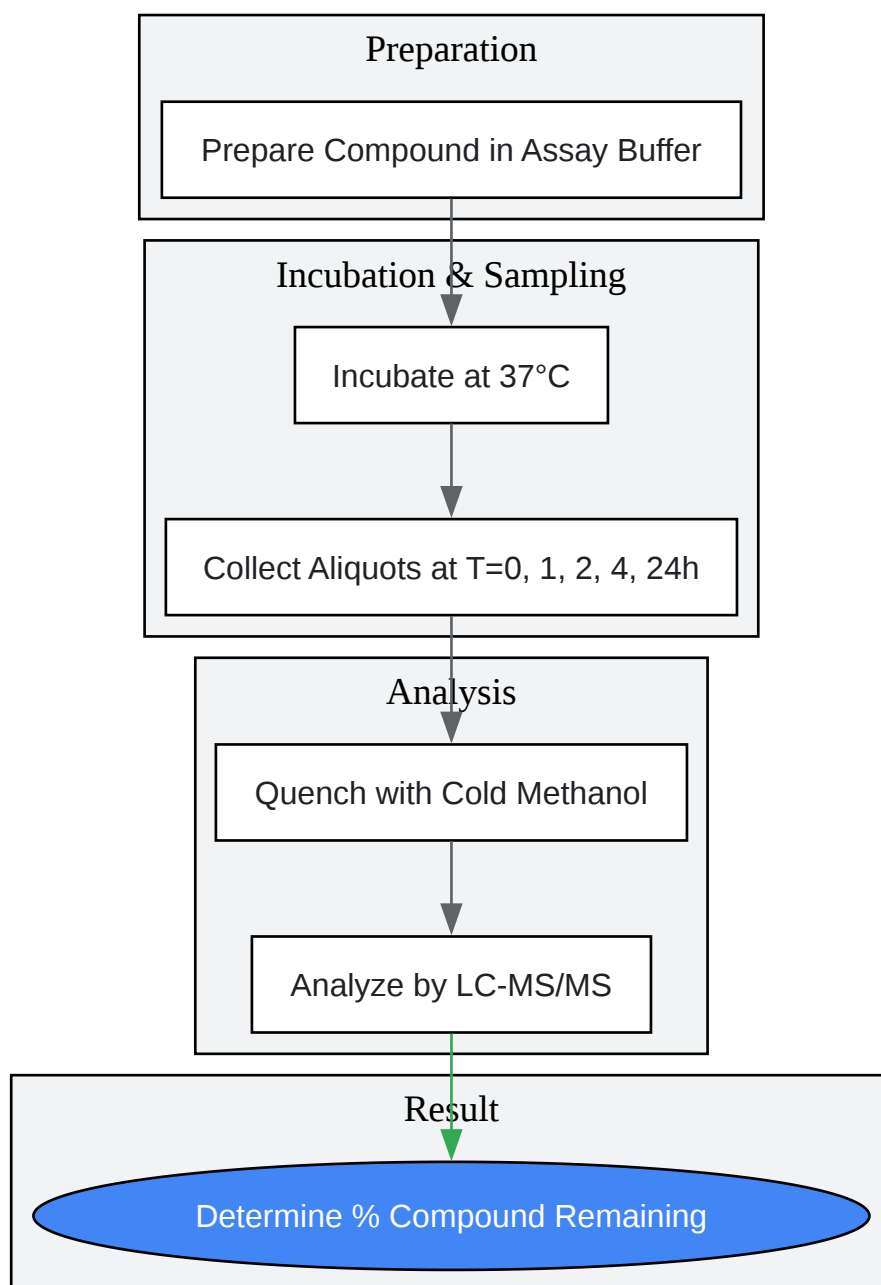 Preparation
Prepare Compound in Assay Buffer
Incubation & Sampling
Incubate at 37°C
Collect Aliquots at T=0, 1, 2, 4, 24h
Analysis
Quench with Cold Methanol
Analyze by LC-MS/MS
Result
Determine % Compound Remaining